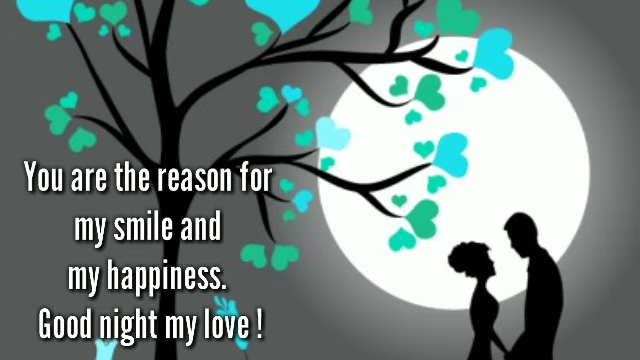 You are the reason for
my smile and
my happiness.
Good night my love !